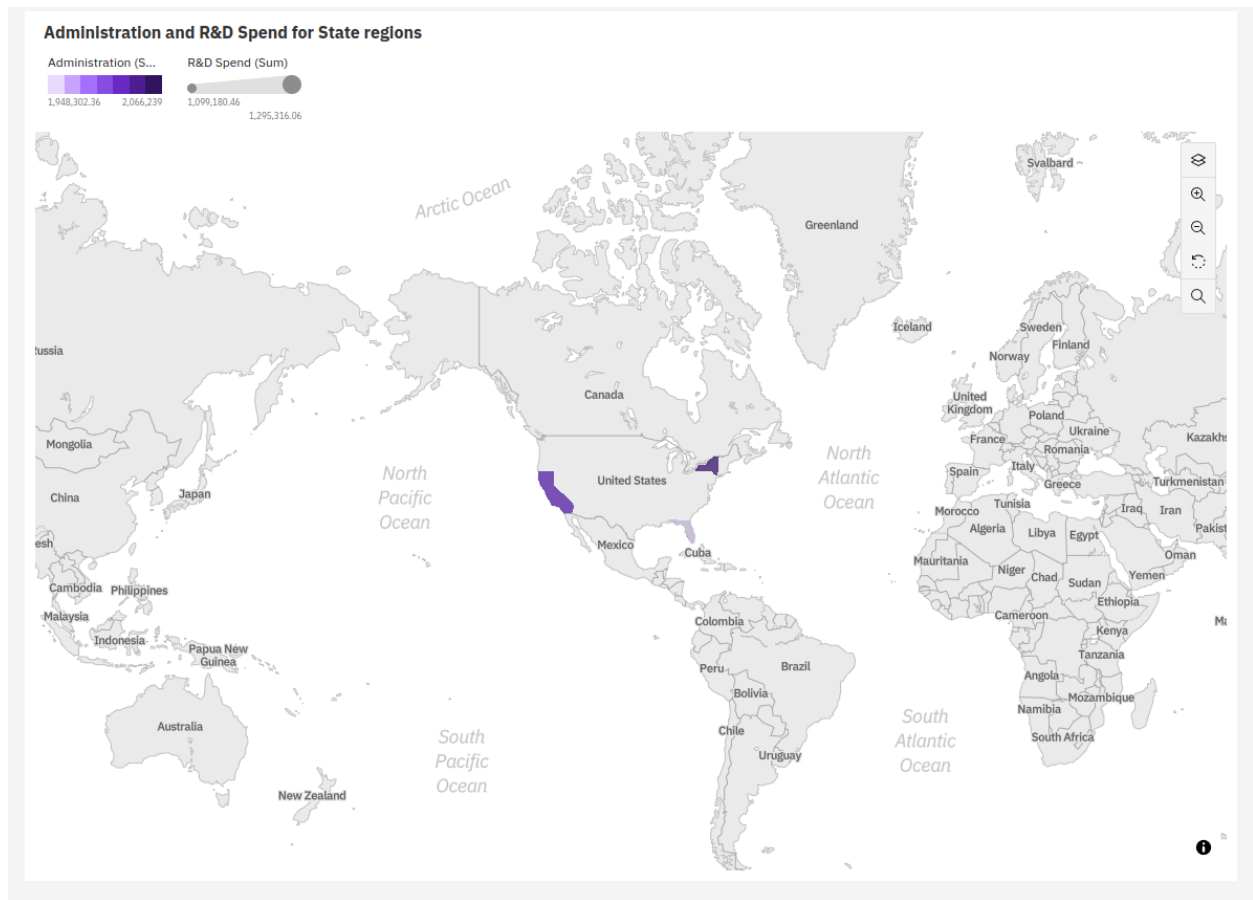 Administration and R&D Spend for State regions
Administration (S...
R&D Spend (Sum)
1,948,302.36
2,066,239
1,099,180.46
1,295,316.06
Svalbard
Arctic Ocean
Greenland
Iceland
Sweden
Finland
Norway
Russia
Canada
United
Kingdom
Poland
Ukraine
France
Romania
Kazakhs
Mongolia
North
Pacific
Ocean
North
Atlantic
Ocean
Italy
Spain
Greece
Turkmenistan
United States
China
Japan
Tunisia
Morocco
Iraq
Iran
Algeria
Libya
Egypt
Pakist
esh
Mexico
Cuba
Oman
Mauritania
Niger
Chad
Sudan
Yemen
Cambodia
Philippines
Ethiopia
Malaysia
Cameroon
Colombia
Ma
Kenya
Indonesia
Papua New
Guinea
Tanzania
Peru
Brazil
Angola
Bolivia
Mozambique
Namibia
Australia
Chile
South
Pacific
Ocean
South
Atlantic
Ocean
South Africa
Uruguay
New Zealand